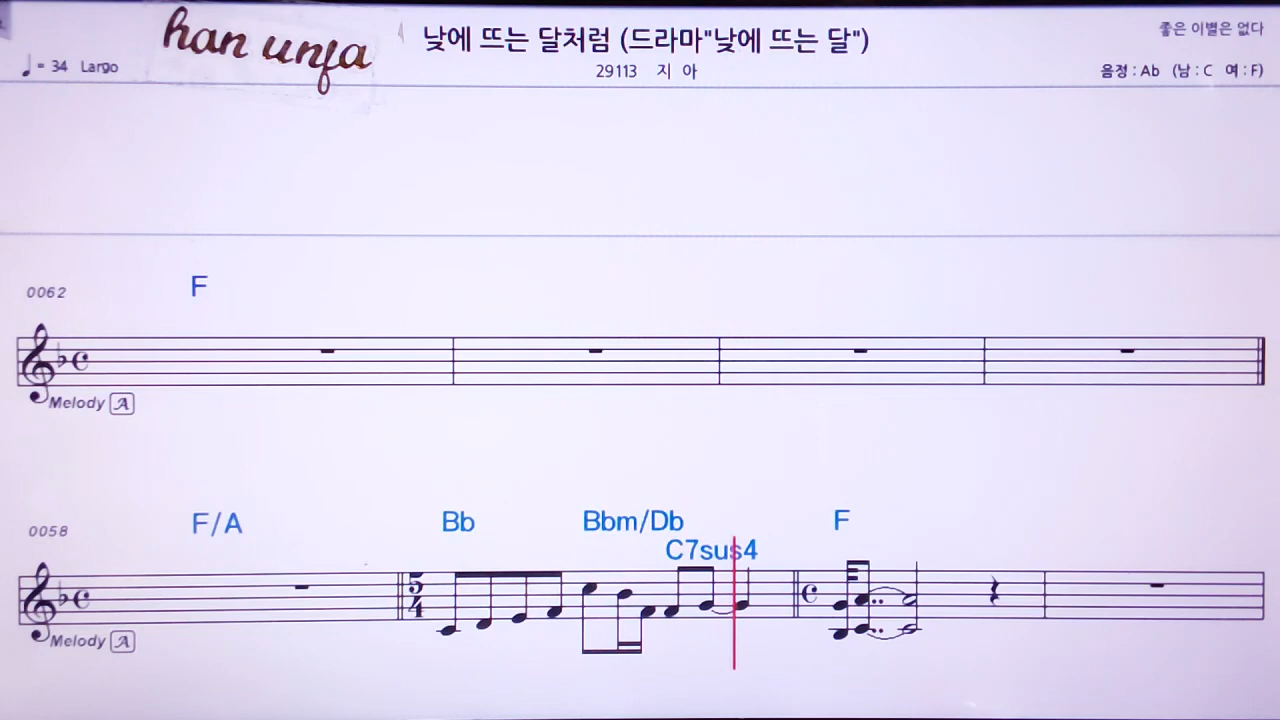 han unfa
낮에 뜨는 달처럼 (드라마"낮에 뜨는 달")
좋은 이별은 없다
♩= 34 Largo
29113 지 아
음정 : Ab (남 : C 여 : F)
0062
F
Melody A
0058
F/A Bb Bbm/Db F
C7sus4
5
4
Melody A